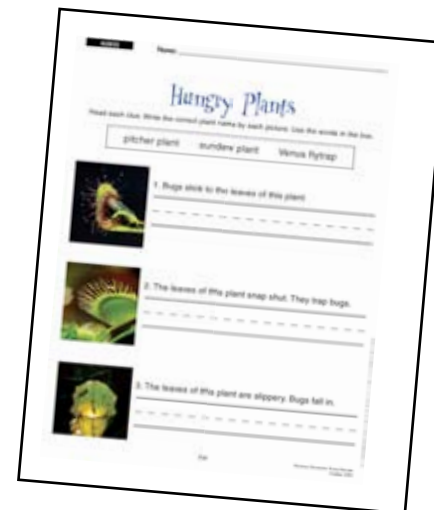 Name:
Hungry Plants
Read each clue. Write the correct plant name by each picture. Use the words in the box.
pitcher plant sundew plant Venus flytrap
1. Bugs stick to the leaves of this plant.
2. The leaves of this plant snap shut. They trap bugs.
3. The leaves of this plant are slippery. Bugs fall in.